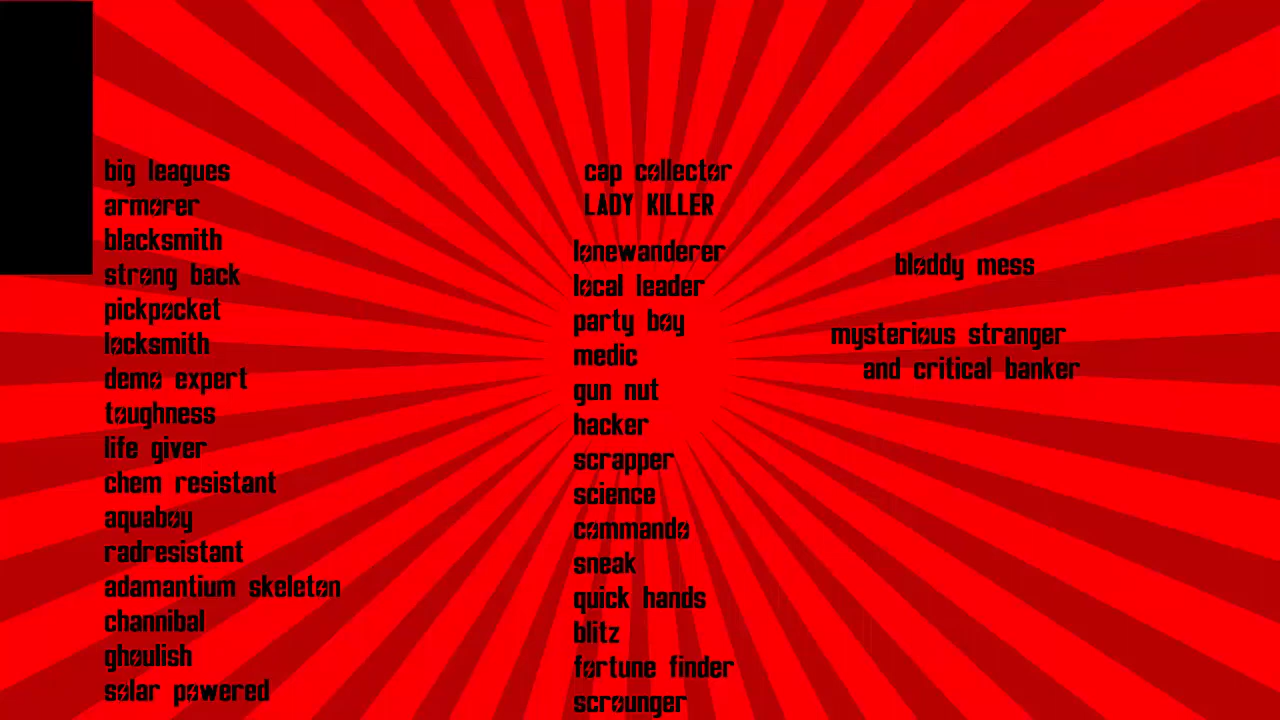 big leagues
armorer
blacksmith
strong back
pickpocket
locksmith
demo expert
toughness
life giver
chem resistant
aquaboy
radresistant
adamantium skeleton
channibal
ghoulish
solar powered
cap collector
LADY KILLER
lonewanderer
local leader
party boy
medic
gun nut
hacker
scrapper
science
commando
sneak
quick hands
blitz
fortune finder
scrounger
bloddy mess
mysterious stranger
and critical banker